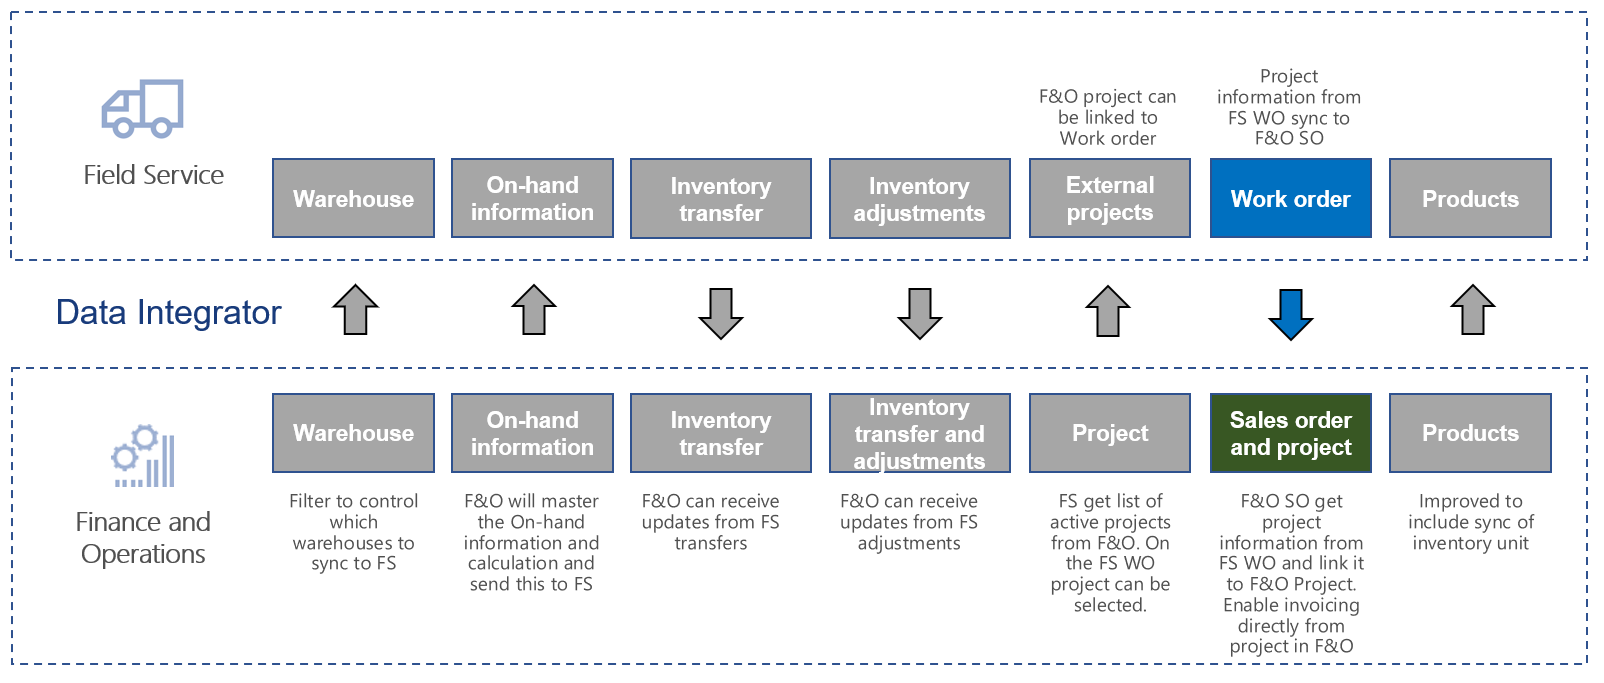 F&O project can
be linked to
Work order
Project
information from
FS WO sync to
F&O SO
Field Service
Warehouse
On-hand
information
Inventory
transfer
Inventory
adjustments
External
projects
Work order
Products
Data Integrator
Finance and
Operations
Warehouse
On-hand
information
Inventory
transfer
Inventory
transfer and
adjustments
Project
Sales order
and project
Products
Filter to control
which
warehouses to
sync to FS
F&O will master
the On-hand
information and
calculation and
send this to FS
F&O can receive
updates from FS
transfers
F&O can receive
updates from FS
adjustments
FS get list of
active projects
from F&O. On
the FS WO
project can be
selected.
F&O SO get
project
information from
FS WO and link it
to F&O Project.
Enable invoicing
directly from
project in F&O
Improved to
include sync of
inventory unit